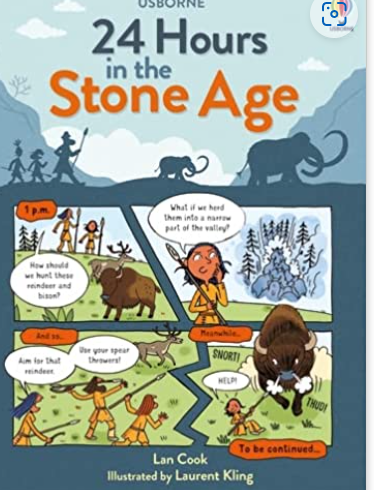 USBORNE
24 Hours
in the
Stone Age
1 p.m.
How should
we hunt these
reindeer and
bison?
What if we herd
them into a narrow
part of the valley?
And so...
Aim for that
reindeer.
Use your spear
throwers!
Meanwhile...
SNORT!
HELP!
THUD!
To be continued...
Lan Cook
Illustrated by Laurent Kling